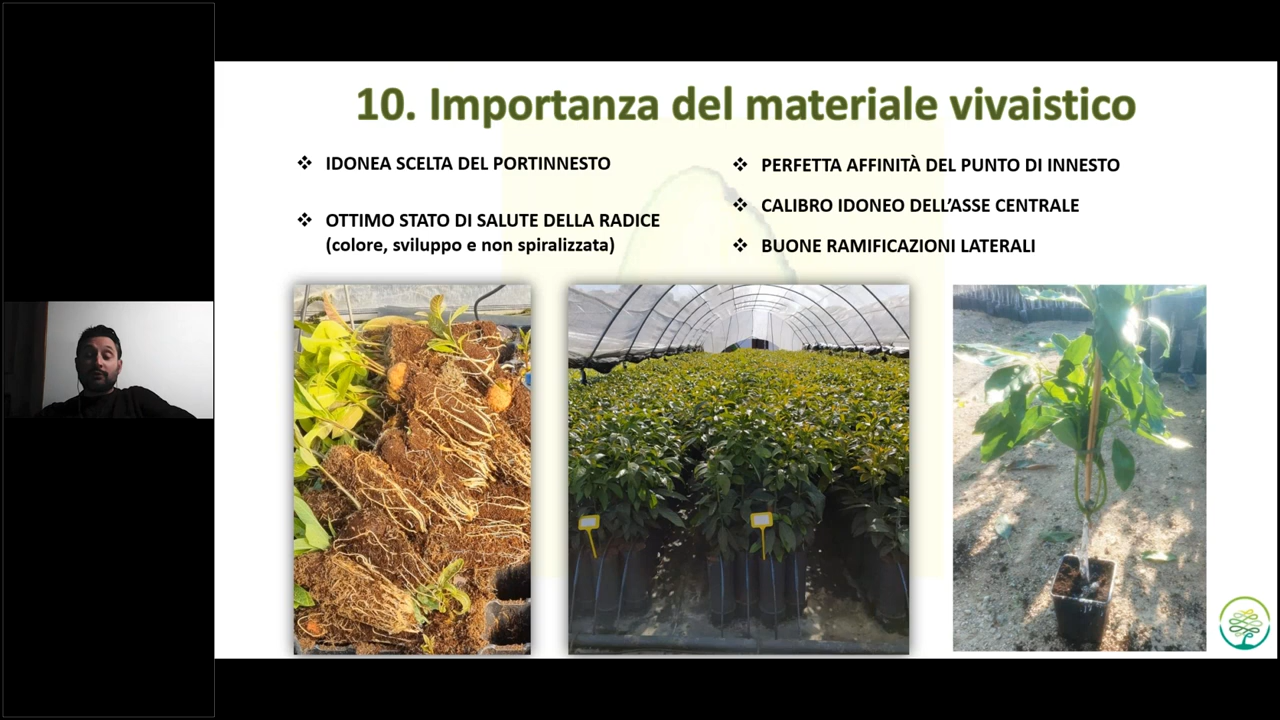 10. Importanza del materiale vivaistico
❖ IDONEA SCELTA DEL PORTINNESTO
❖ OTTIMO STATO DI SALUTE DELLA RADICE
(colore, sviluppo e non spiralizzata)
❖ PERFETTA AFFINITÀ DEL PUNTO DI INNESTO
❖ CALIBRO IDONEO DELL’ASSE CENTRALE
❖ BUONE RAMIFICAZIONI LATERALI